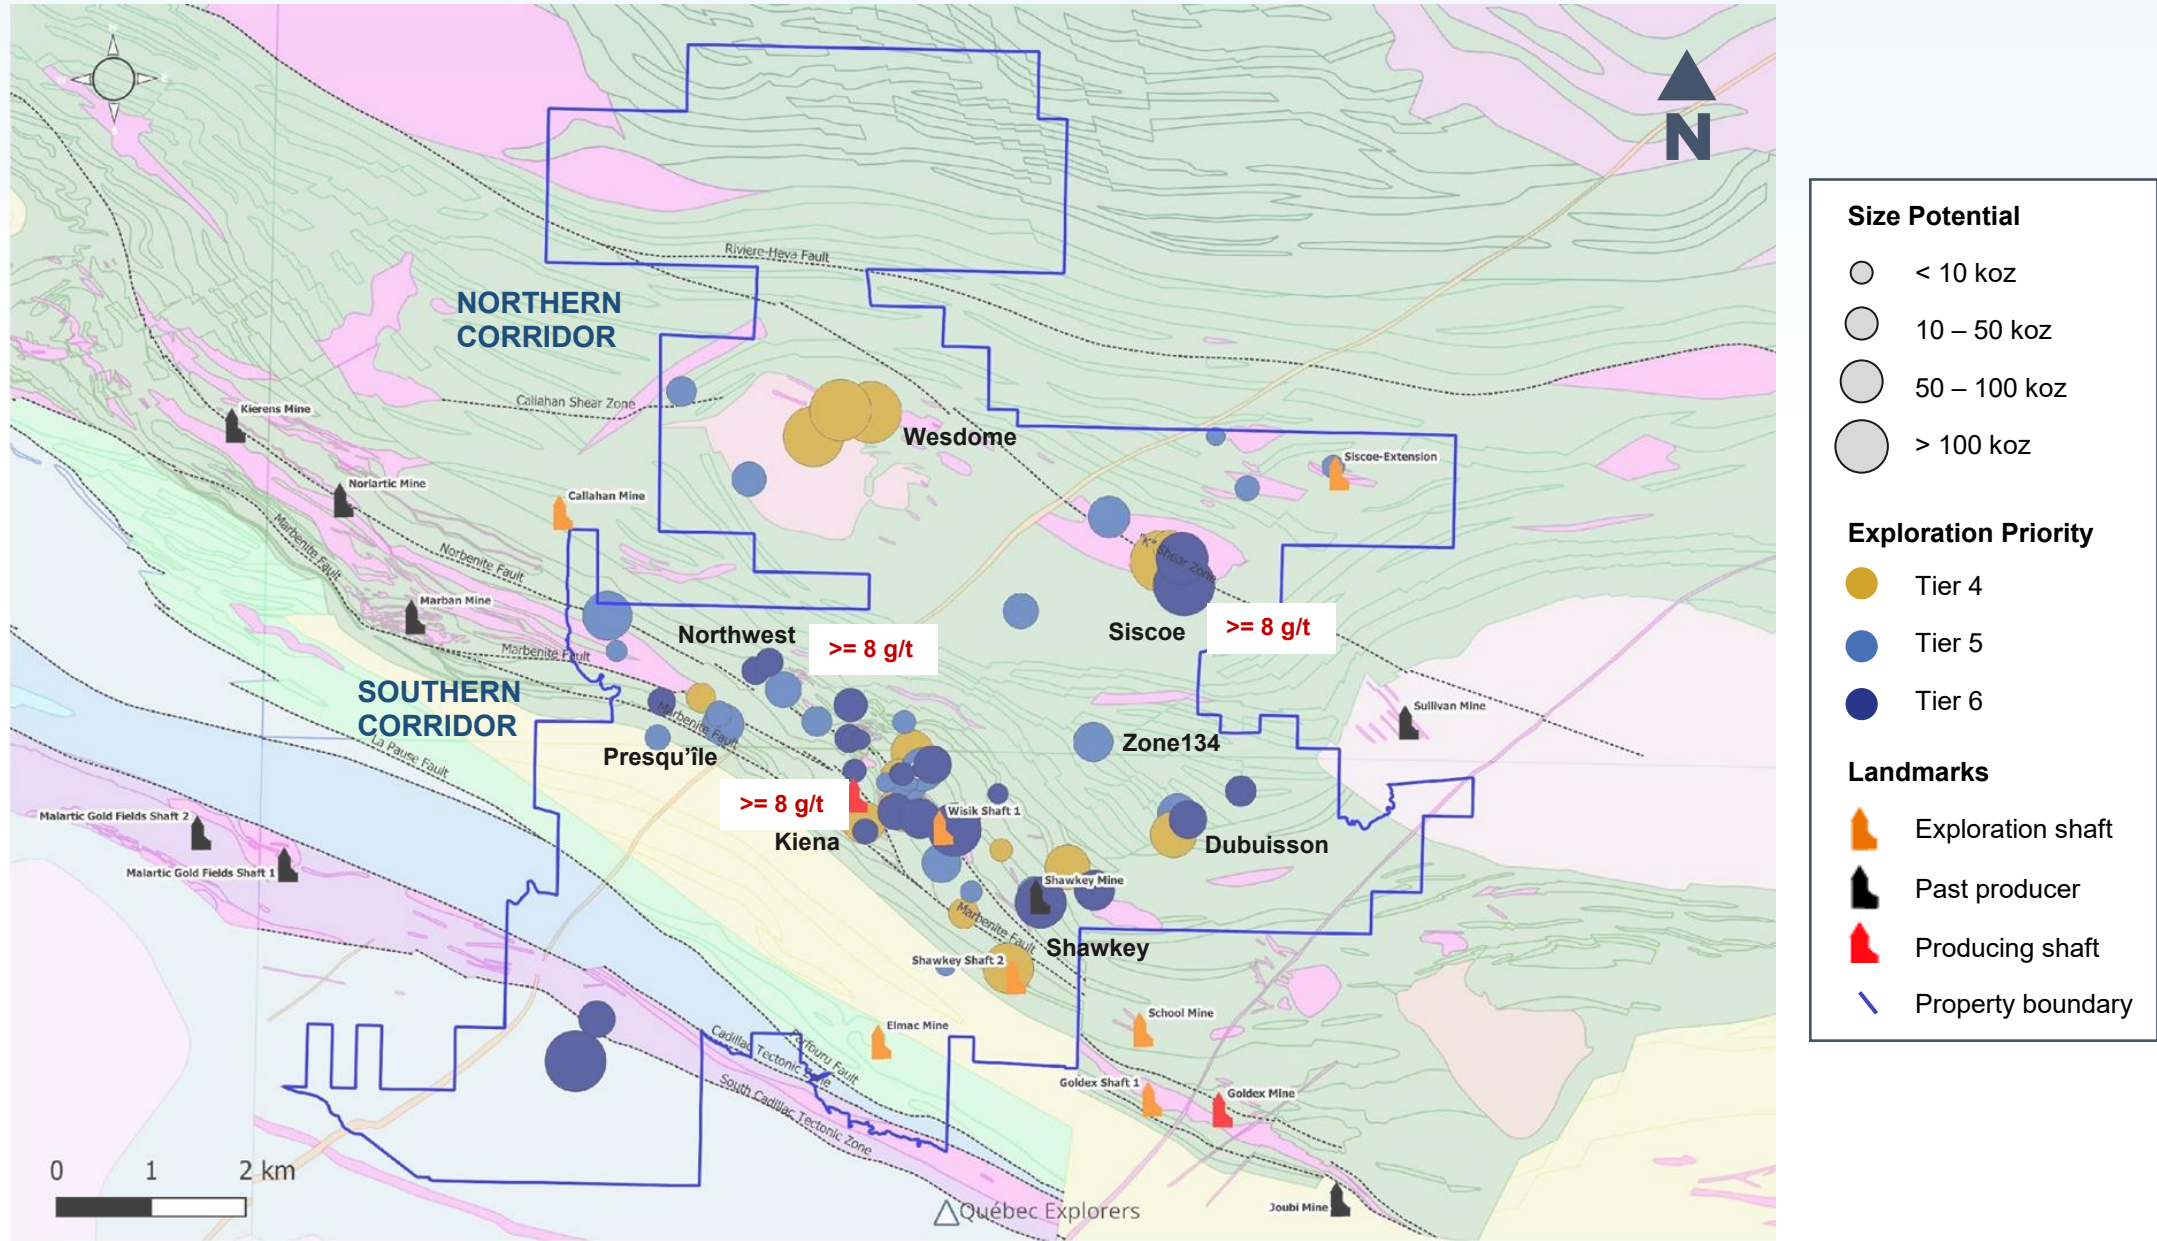 N
W
E
S
N
Riviere-Heva Fault
NORTHERN
CORRIDOR
Callahan Shear Zone
Kierens Mine
Wesdome
Siscoe-Extension
Norlartic Mine
Callahan Mine
Marbenite Fault
Norbenite Fault
"K" Shear Zone
Marban Mine
Marbenite Fault
Northwest
>= 8 g/t
Siscoe
>= 8 g/t
SOUTHERN
CORRIDOR
Marbenite Fault
Sullivan Mine
La Pause Fault
Presqu'île
Zone134
>= 8 g/t
Kiena
Wisik Shaft 1
Dubuisson
Malartic Gold Fields Shaft 2
Malartic Gold Fields Shaft 1
Shawkey Mine
Marbenite Fault
Shawkey
Shawkey Shaft 2
Elmac Mine
School Mine
Cadillac Tectonic Zone
Parfouru Fault
South Cadillac Tectonic Zone
Goldex Shaft 1
Goldex Mine
Joubi Mine
0 1 2 km
Québec Explorers
Size Potential
< 10 koz
10 – 50 koz
50 – 100 koz
> 100 koz
Exploration Priority
Tier 4
Tier 5
Tier 6
Landmarks
Exploration shaft
Past producer
Producing shaft
Property boundary